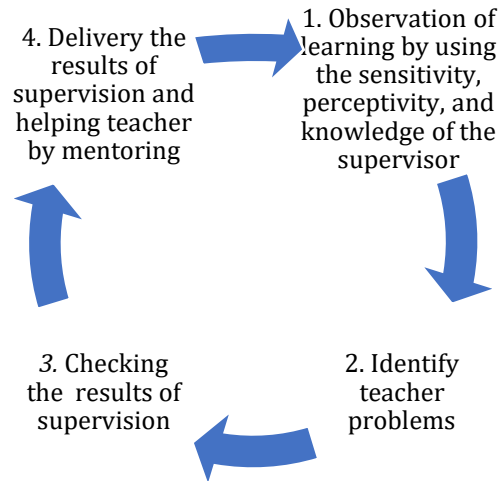 1. Observation of
learning by using
the sensitivity,
perceptivity, and
knowledge of the
supervisor
2. Identify
teacher
problems
3. Checking
the results of
supervision
4. Delivery the
results of
supervision and
helping teacher
by mentoring